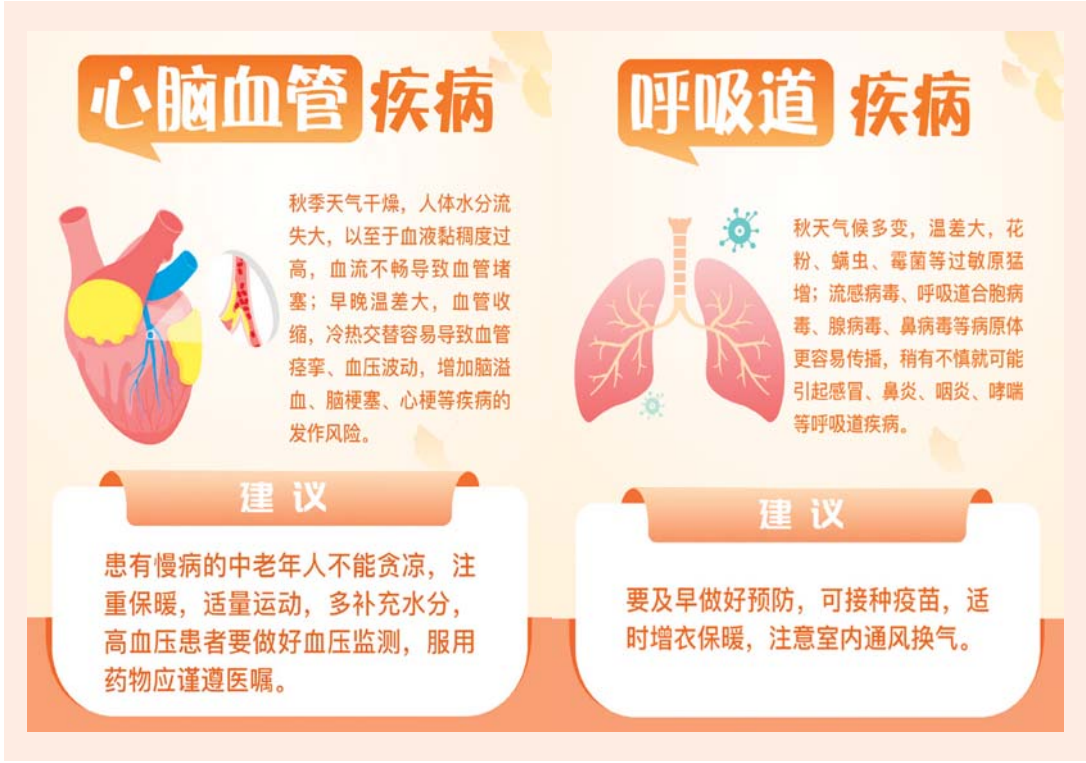 心脑血管疾病
秋季天气干燥，人体水分流
失大，以至于血液黏稠度过
高，血流不畅导致血管堵
塞；早晚温差大，血管收
缩，冷热交替容易导致血管
痉挛、血压波动，增加脑溢
血、脑梗塞、心梗等疾病的
发作风险。
建议
患有慢病的中老年人不能贪凉，注
重保暖，适量运动，多补充水分，
高血压患者要做好血压监测，服用
药物应谨遵医嘱。
呼吸道疾病
秋天气候多变，温差大，花
粉、螨虫、霉菌等过敏原猛
增；流感病毒、呼吸道合胞病
毒、腺病毒、鼻病毒等病原体
更容易传播，稍有不慎就可能
引起感冒、鼻炎、咽炎、哮喘
等呼吸道疾病。
建议
要及早做好预防，可接种疫苗，适
时增衣保暖，注意室内通风换气。